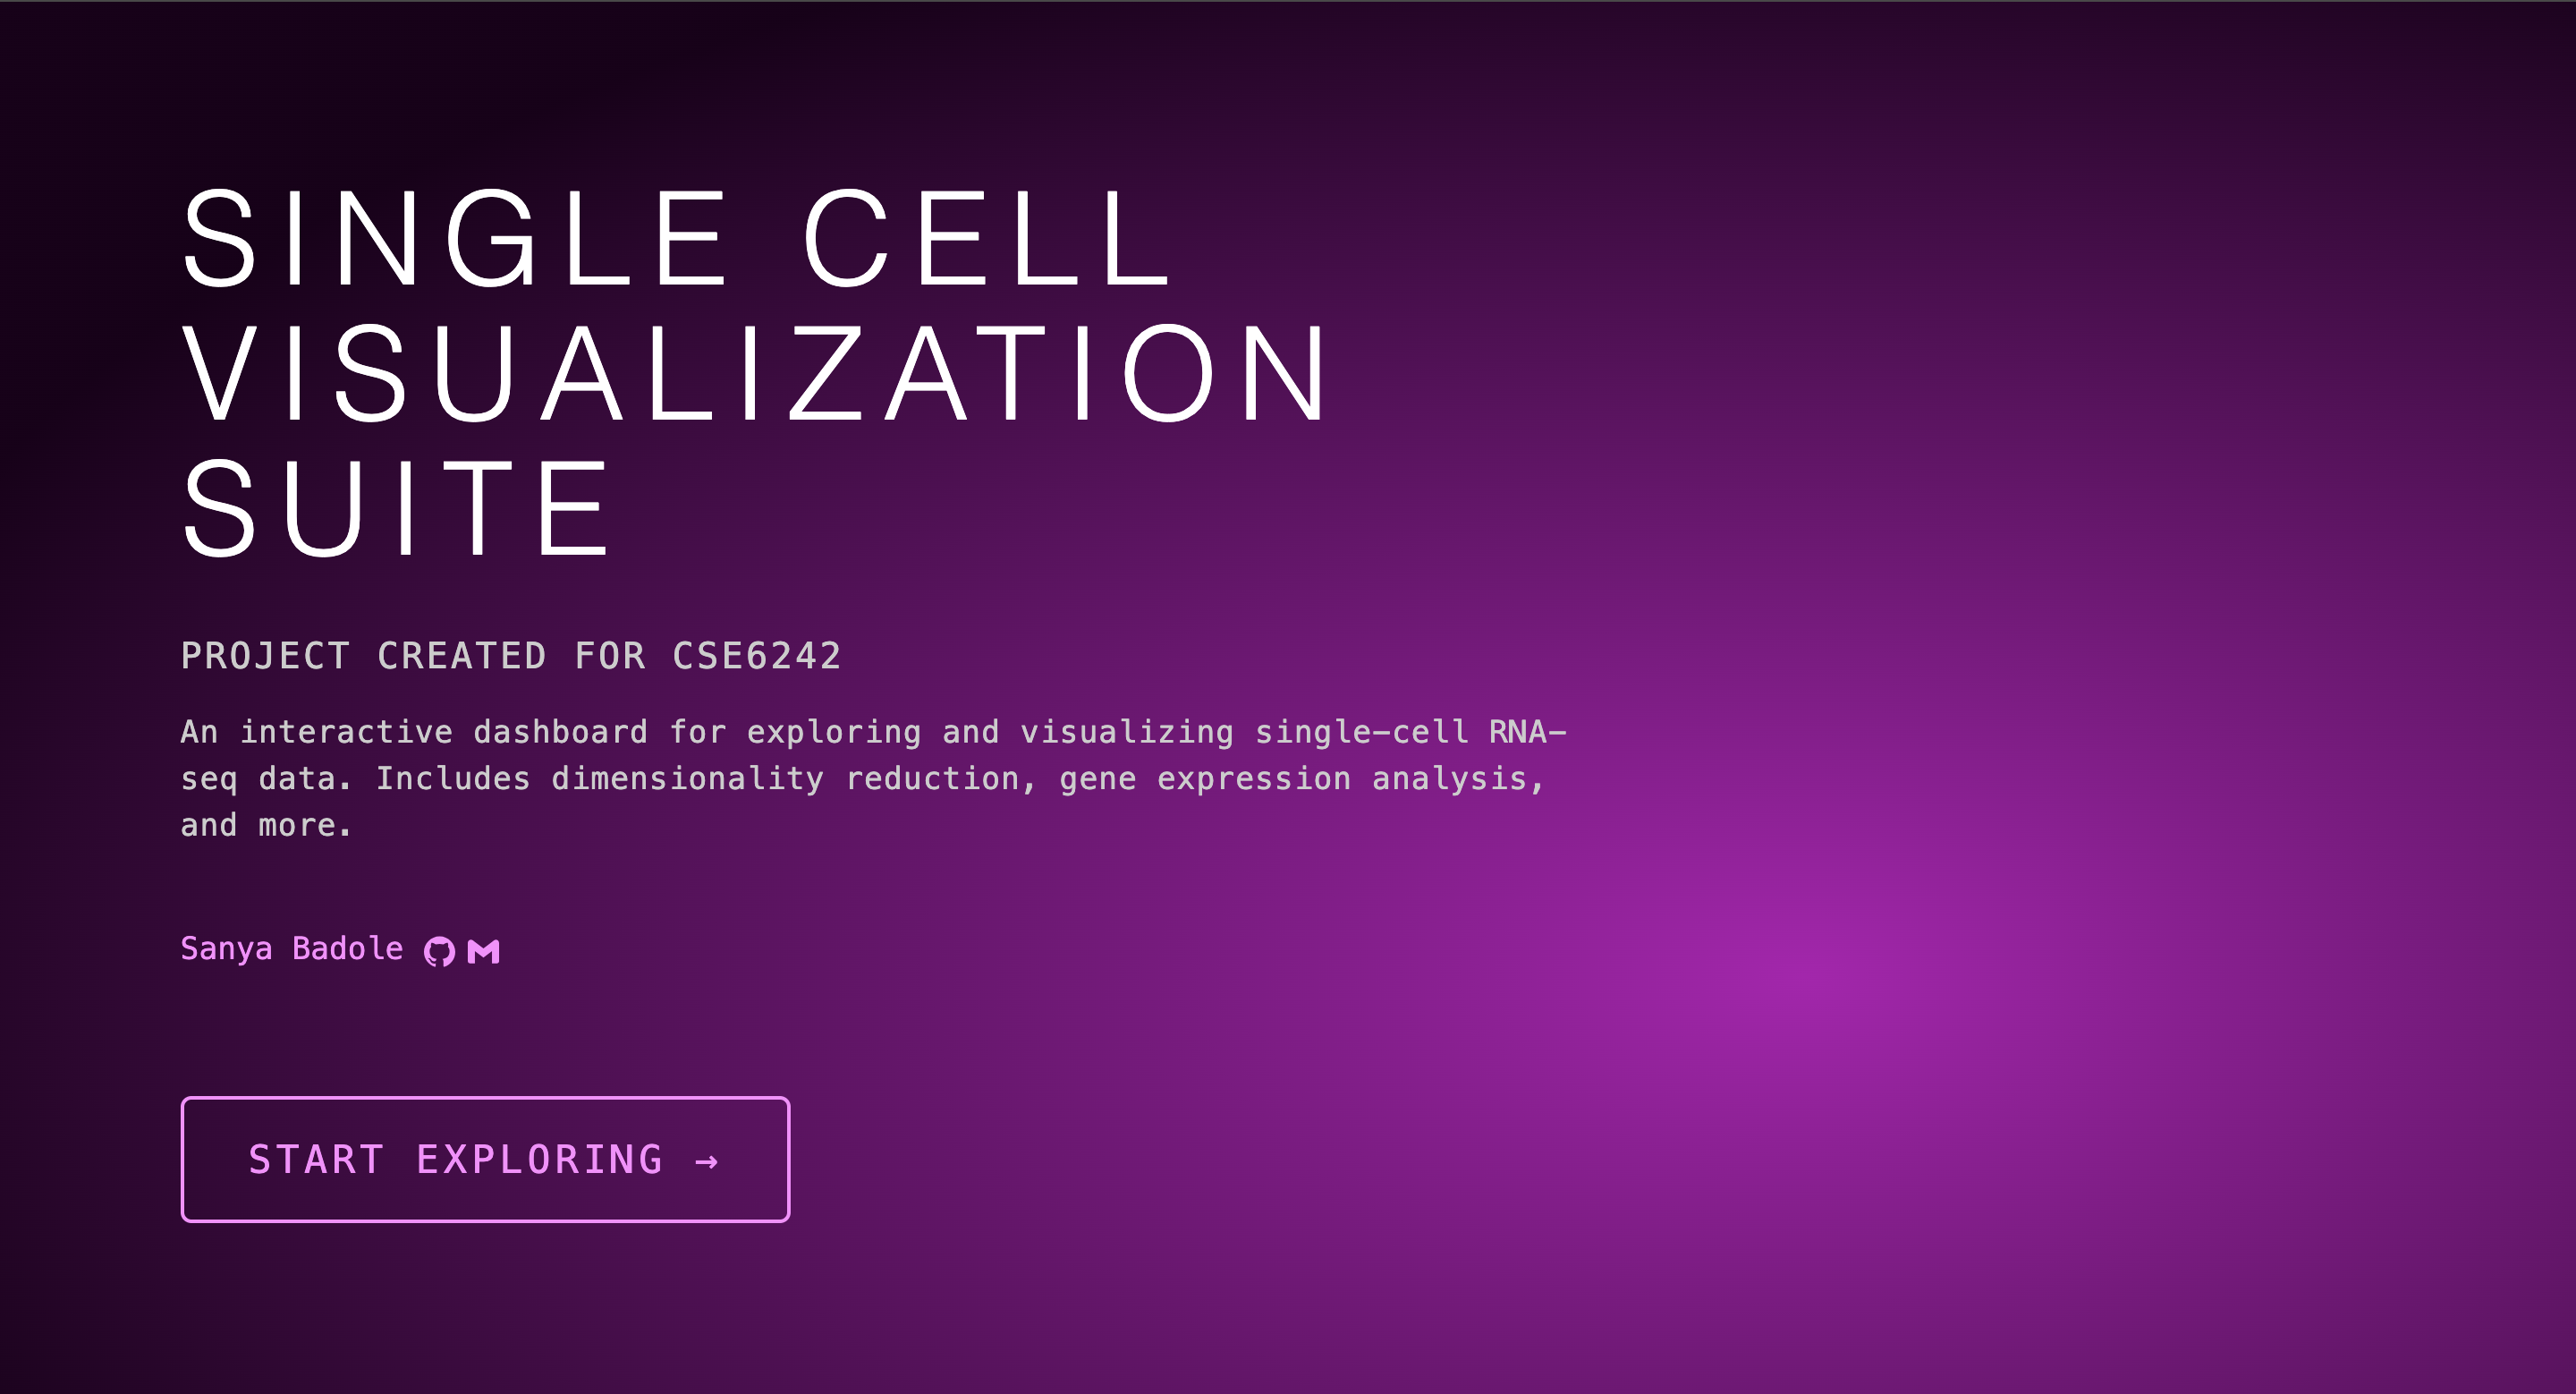 SINGLE CELL
VISUALIZATION
SUITE
PROJECT CREATED FOR CSE6242
An interactive dashboard for exploring and visualizing single-cell RNA-
seq data. Includes dimensionality reduction, gene expression analysis,
and more.
Sanya Badole
START EXPLORING →